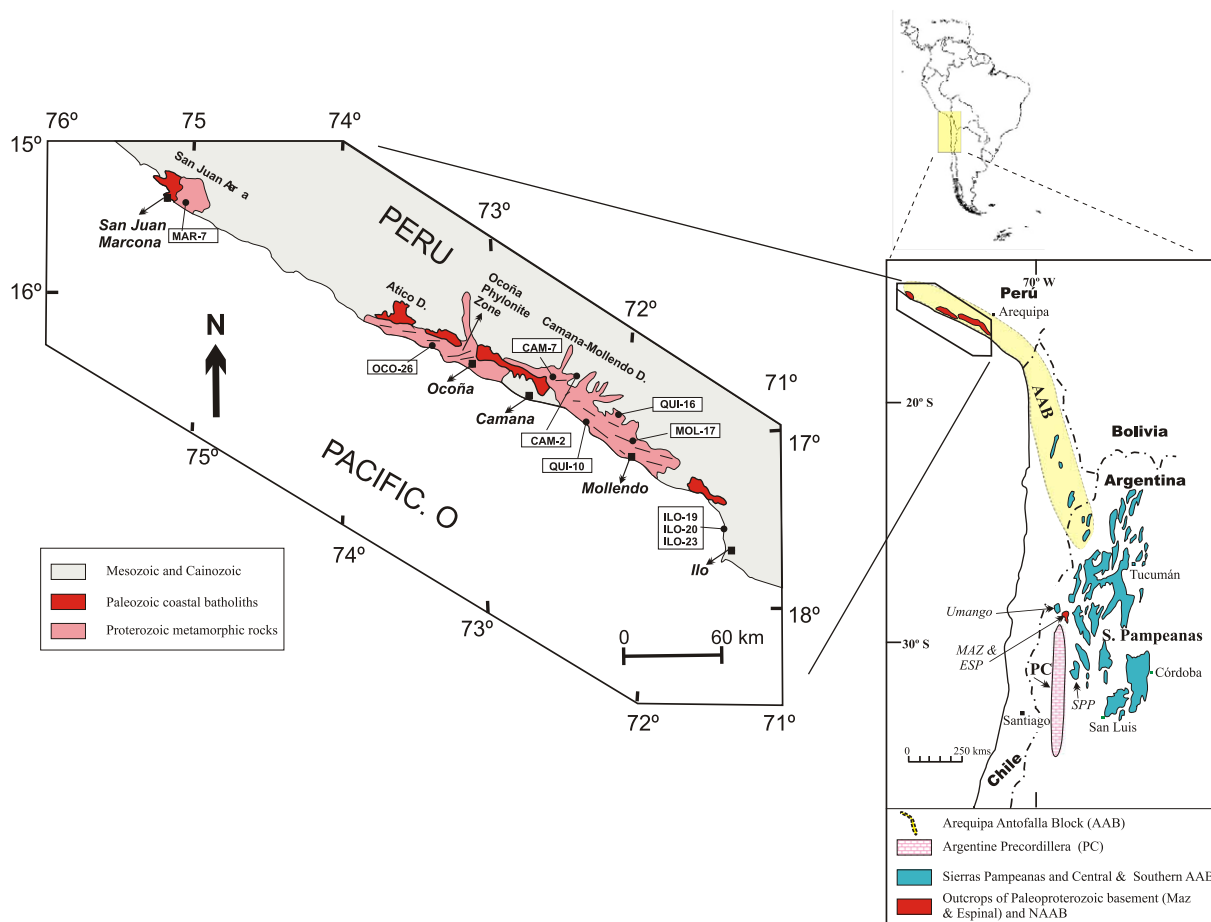 76º
75
74º
15º
San Juan
San Juan
Marcona
MAR-7
PERU
73º
16º
Atico D.
Ocoña
Phylonite
Zone
72º
Camana-Mollendo D.
N
OCO-26
CAM-7
Ocoña
71º
Camana
QUI-16
17º
CAM-2
MOL-17
QUI-10
75º
Mollendo
PACIFIC. O
ILO-19
ILO-20
ILO-23
Ilo
74º
18º
73º
0 60 km
72º
71º
Mesozoic and Cainozoic
Paleozoic coastal batholiths
Proterozoic metamorphic rocks
70º W
Perú
Arequipa
AAB
20º S
Bolivia
Argentina
Tucumán
Umango
S. Pampeanas
30º S
MAZ &
ESP
PC
Córdoba
SPP
Santiago
San Luis
0 250 kms
Chile
Arequipa Antofalla Block (AAB)
Argentine Precordillera (PC)
Sierras Pampeanas and Central & Southern AAB
Outcrops of Paleoproterozoic basement (Maz
& Espinal) and NAAB